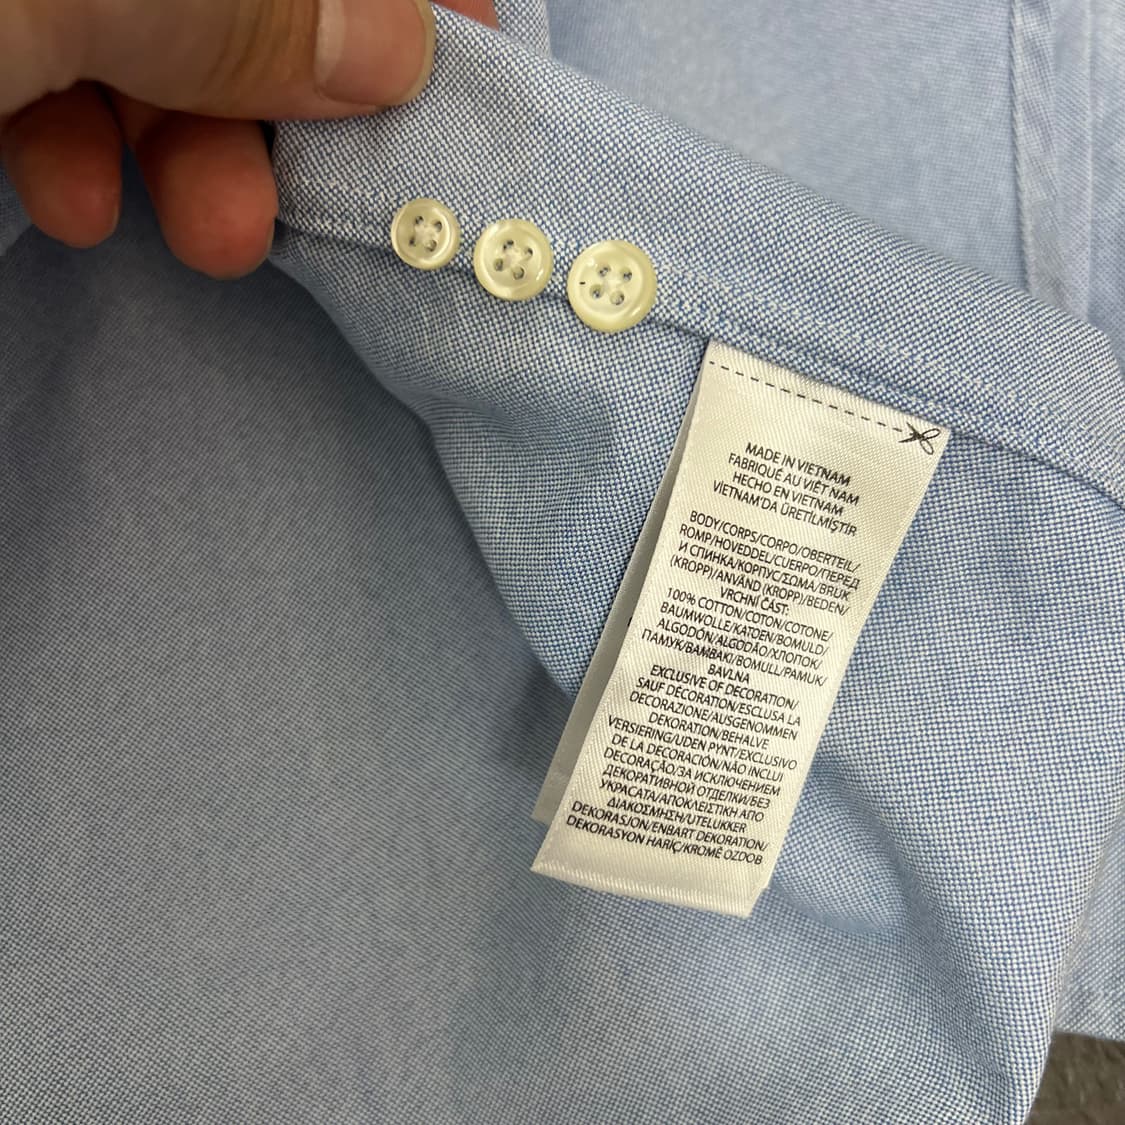 MADE IN VIETNAM
FABRIQUÉ AU VIÊT NAM
HECHO EN VIETNAM
VİETNAM'DA ÜRETİLMİŞTİR
BODY/CORPS/CORPO/OBERTEIL/
ROMP/HOVEDDEL/CUERPO/ПЕРЕД
И СПИНКА/КОРПУС/ΣΩΜΑ/BRUK
(KROPP)/ANVÄND (KROPP)/BEDEN/
VRCHNÍ ČÁST:
100% COTTON/COTON/COTONE/
BAUMWOLLE/KATOEN/BOMULD/
ALGODÓN/ALGODÃO/ХЛОПОК/
ПАМУК/ΒΑΜΒΑΚΙ/BOMULL/PAMUK/
BAVLNA
EXCLUSIVE OF DECORATION/
SAUF DÉCORATION/ESCLUSA LA
DECORAZIONE/AUSGENOMMEN
DEKORATION/BEHALVE
VERSIERING/UDEN PYNT/EXCLUSIVO
DE LA DECORACIÓN/NÃO INCLUI
DECORAÇÃO/ЗА ИСКЛЮЧЕНИЕМ
ДЕКОРАТИВНОЙ ОТДЕЛКИ/БЕЗ
УКРАСАТА/ΑΠΟΚΛΕΙΣΤΙΚΗ ΑΠΟ
ΔΙΑΚΟΣΜΗΣΗ/UTELUKKER
DEKORASJON/ENBART DEKORATION/
DEKORASYON HARİÇ/KROMĚ OZDOB